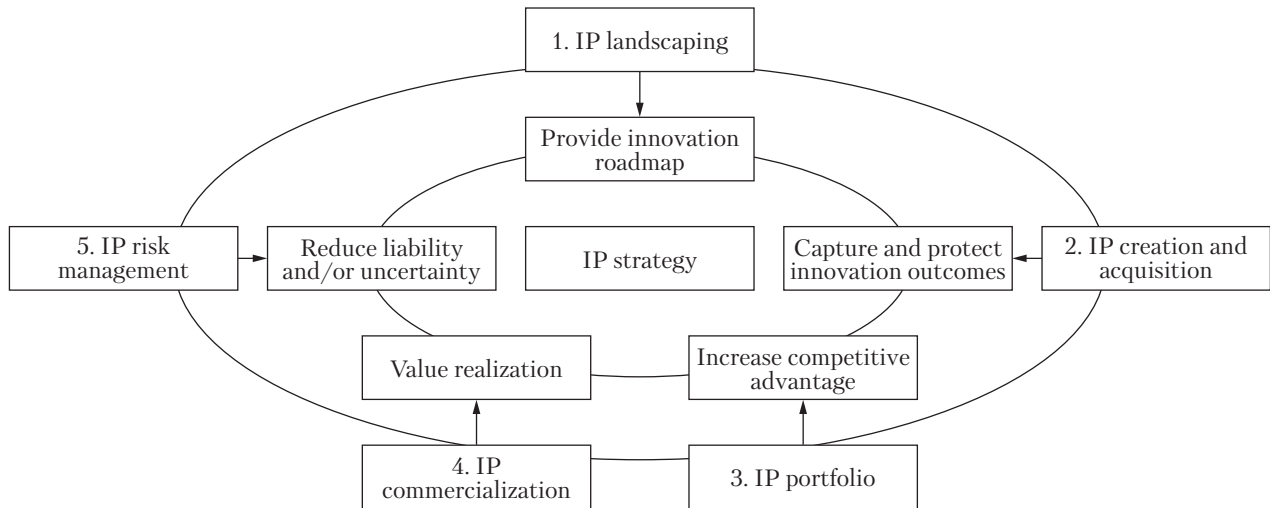 1. IP landscaping
Provide innovation
roadmap
5. IP risk
management
Reduce liability
and/or uncertainty
IP strategy
Capture and protect
innovation outcomes
2. IP creation and
acquisition
Value realization
Increase competitive
advantage
4. IP
commercialization
3. IP portfolio